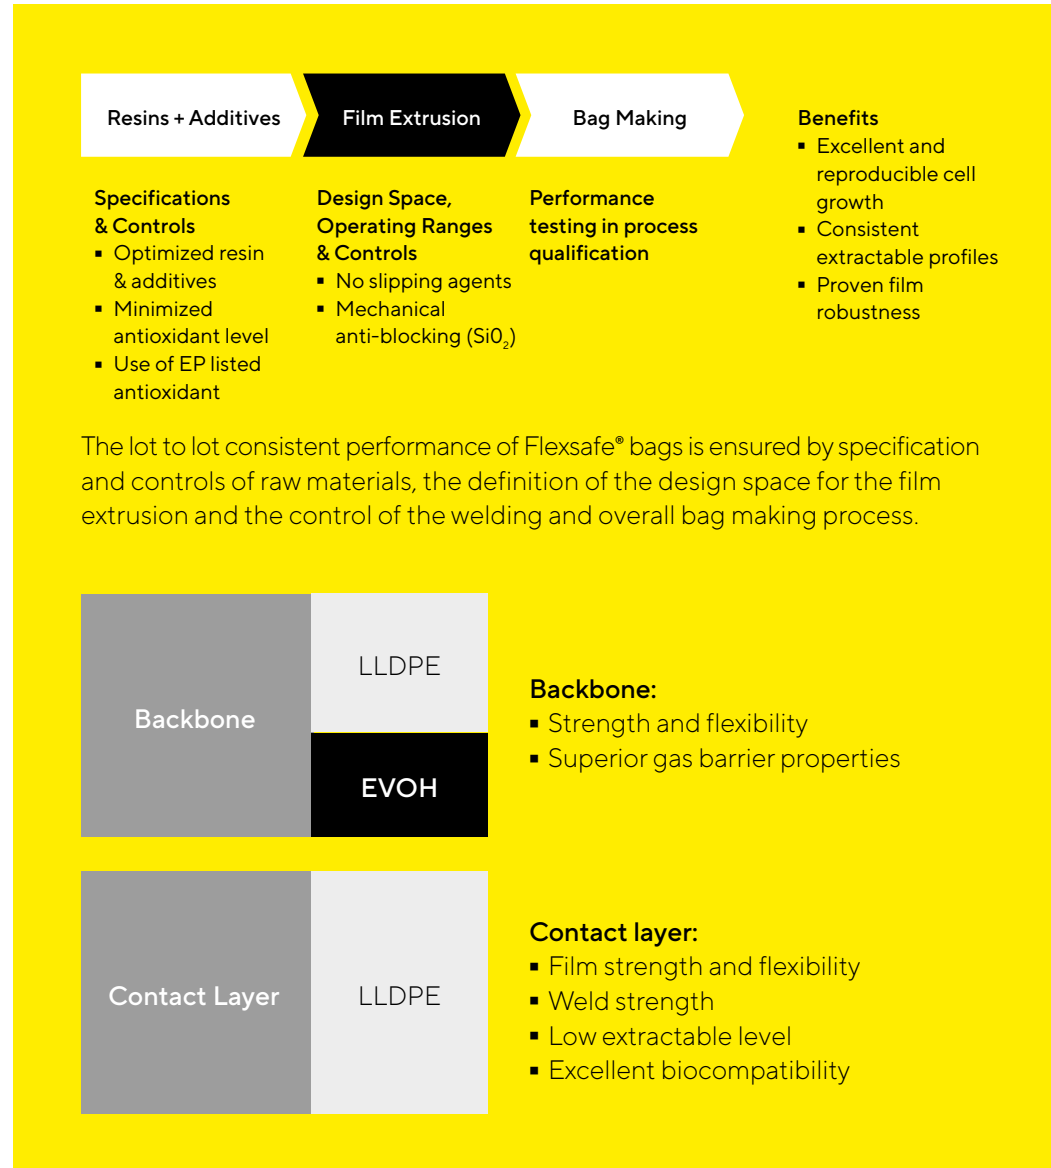 Resins + Additives
Film Extrusion
Bag Making
Specifications
& Controls
▪ Optimized resin
& additives
▪ Minimized
antioxidant level
▪ Use of EP listed
antioxidant
Design Space,
Operating Ranges
& Controls
▪ No slipping agents
▪ Mechanical
anti-blocking (Si0₂)
Performance
testing in process
qualification
Benefits
▪ Excellent and
reproducible cell
growth
▪ Consistent
extractable profiles
▪ Proven film
robustness
The lot to lot consistent performance of Flexsafe® bags is ensured by specification
and controls of raw materials, the definition of the design space for the film
extrusion and the control of the welding and overall bag making process.
Backbone
LLDPE
EVOH
Backbone:
▪ Strength and flexibility
▪ Superior gas barrier properties
Contact Layer
LLDPE
Contact layer:
▪ Film strength and flexibility
▪ Weld strength
▪ Low extractable level
▪ Excellent biocompatibility